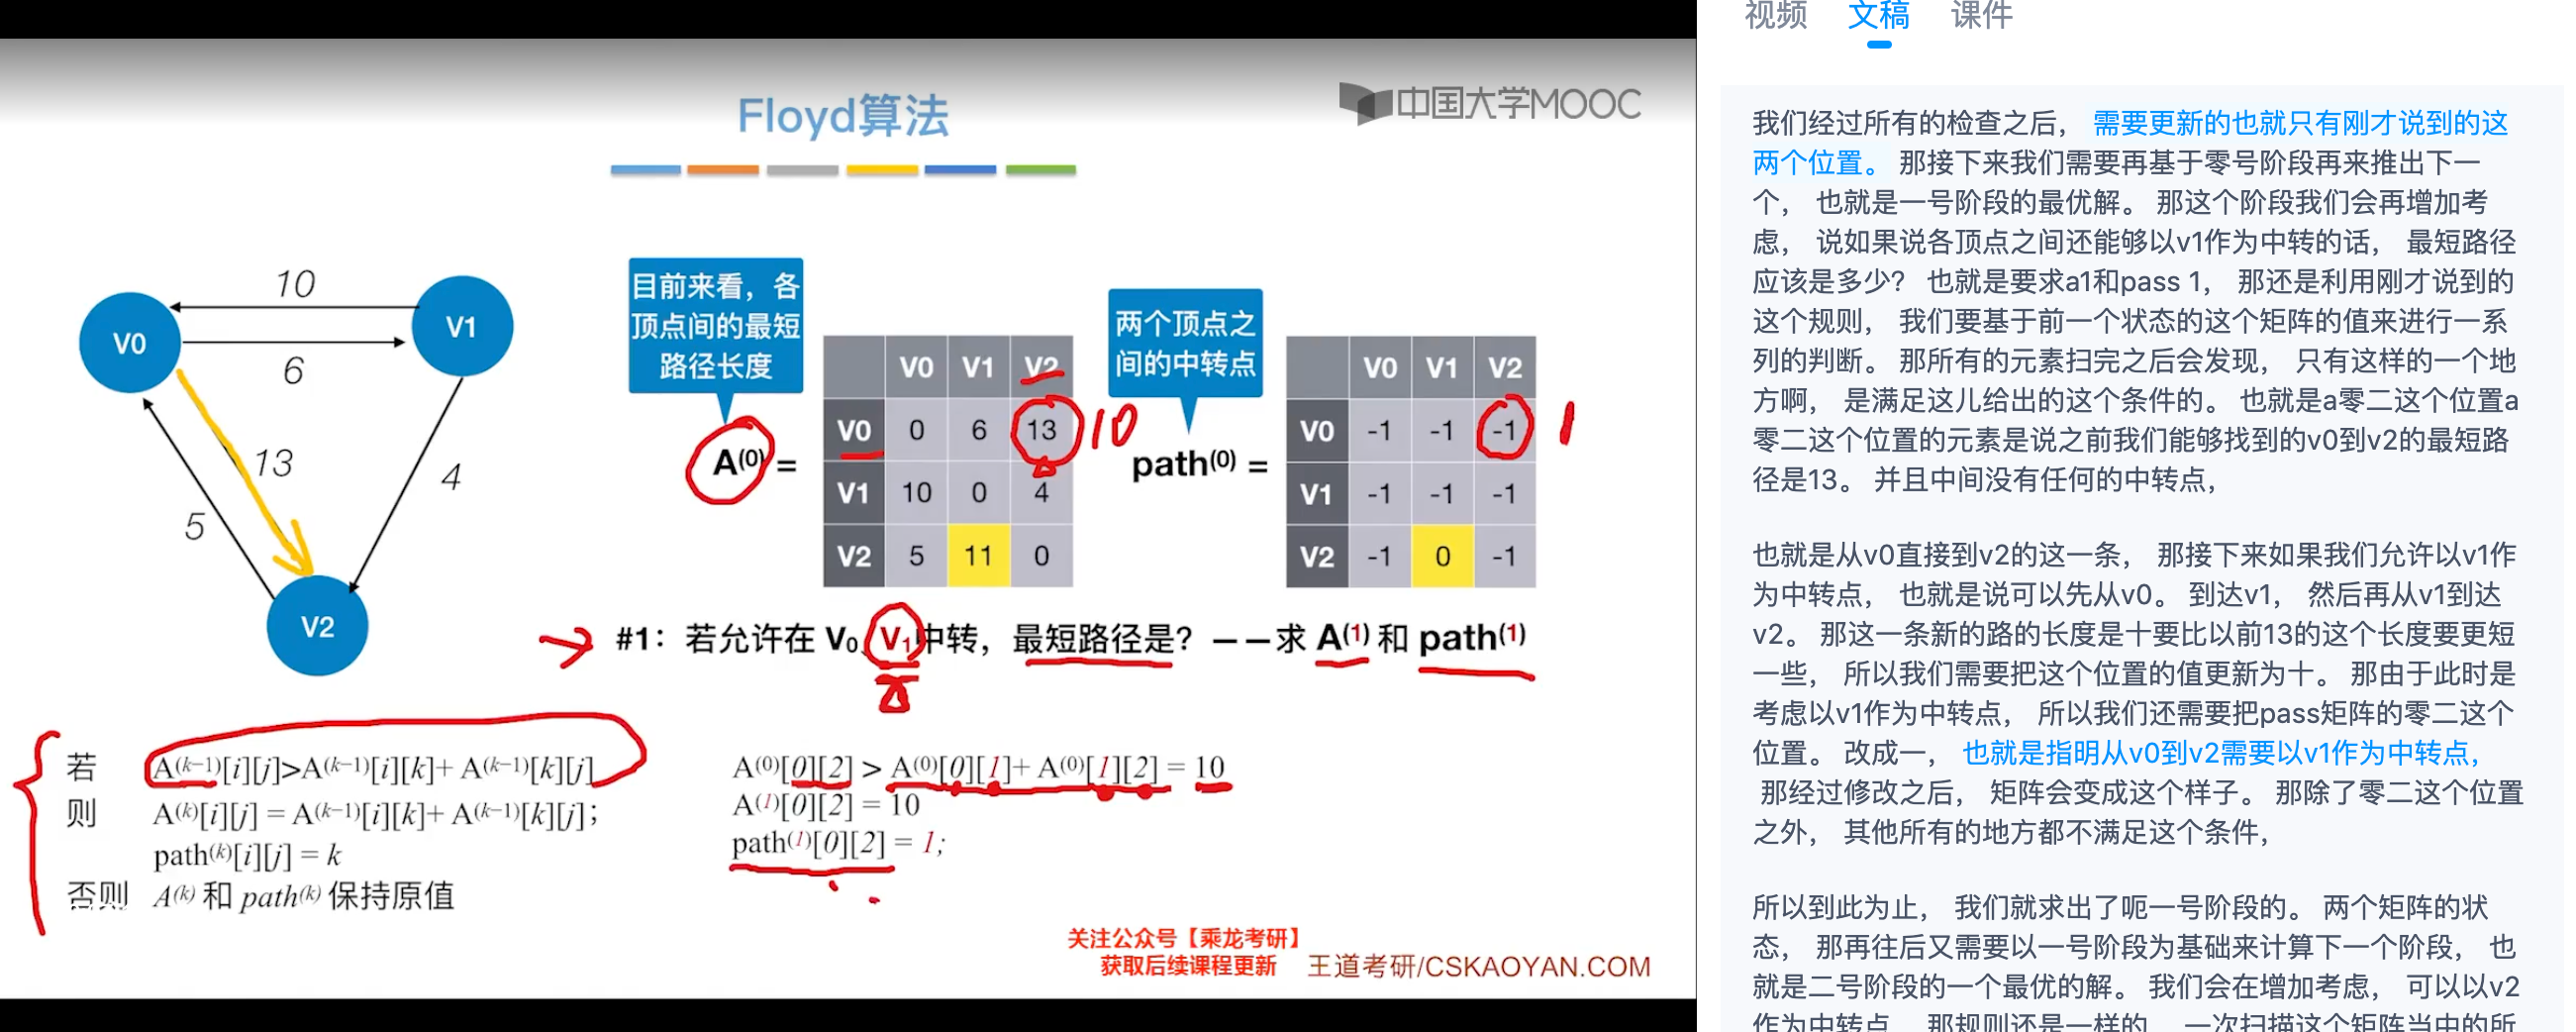 Floyd算法
中国大学MOOC
10
V0
V1
6
13
4
5
V2
目前来看，各
顶点间的最短
路径长度
A(0) =
V0 V1 V2
V0 0 6 13
V1 10 0 4
V2 5 11 0
10
两个顶点之
间的中转点
path(0) =
V0 V1 V2
V0 -1 -1 -1
V1 -1 -1 -1
V2 -1 0 -1
1
#1：若允许在 V0 V1中转，最短路径是？——求 A(1) 和 path(1)
若 A(k−1)[i][j]>A(k−1)[i][k]+ A(k−1)[k][j]
则 A(k)[i][j] = A(k−1)[i][k]+ A(k−1)[k][j];
path(k)[i][j] = k
否则 A(k) 和 path(k) 保持原值
A(0)[0][2] > A(0)[0][1]+ A(0)[1][2] = 10
A(1)[0][2] = 10
path(1)[0][2] = 1;
关注公众号【乘龙考研】
获取后续课程更新
王道考研/CSKAOYAN.COM
视频 文稿 课件
我们经过所有的检查之后， 需要更新的也就只有刚才说到的这
两个位置。 那接下来我们需要再基于零号阶段再来推出下一
个， 也就是一号阶段的最优解。 那这个阶段我们会再增加考
虑， 说如果说各顶点之间还能够以v1作为中转的话， 最短路径
应该是多少？ 也就是要求a1和pass 1， 那还是利用刚才说到的
这个规则， 我们要基于前一个状态的这个矩阵的值来进行一系
列的判断。 那所有的元素扫完之后会发现， 只有这样的一个地
方啊， 是满足这儿给出的这个条件的。 也就是a零二这个位置a
零二这个位置的元素是说之前我们能够找到的v0到v2的最短路
径是13。 并且中间没有任何的中转点，
也就是从v0直接到v2的这一条， 那接下来如果我们允许以v1作
为中转点， 也就是说可以先从v0。 到达v1， 然后再从v1到达
v2。 那这一条新的路的长度是十要比以前13的这个长度要更短
一些， 所以我们需要把这个位置的值更新为十。 那由于此时是
考虑以v1作为中转点， 所以我们还需要把pass矩阵的零二这个
位置。 改成一， 也就是指明从v0到v2需要以v1作为中转点，
那经过修改之后， 矩阵会变成这个样子。 那除了零二这个位置
之外， 其他所有的地方都不满足这个条件，
所以到此为止， 我们就求出了呃一号阶段的。 两个矩阵的状
态， 那再往后又需要以一号阶段为基础来计算下一个阶段， 也
就是二号阶段的一个最优的解。 我们会在增加考虑， 可以以v2
作为中转点， 那规则还是一样的， 一次扫描这个矩阵当中的所